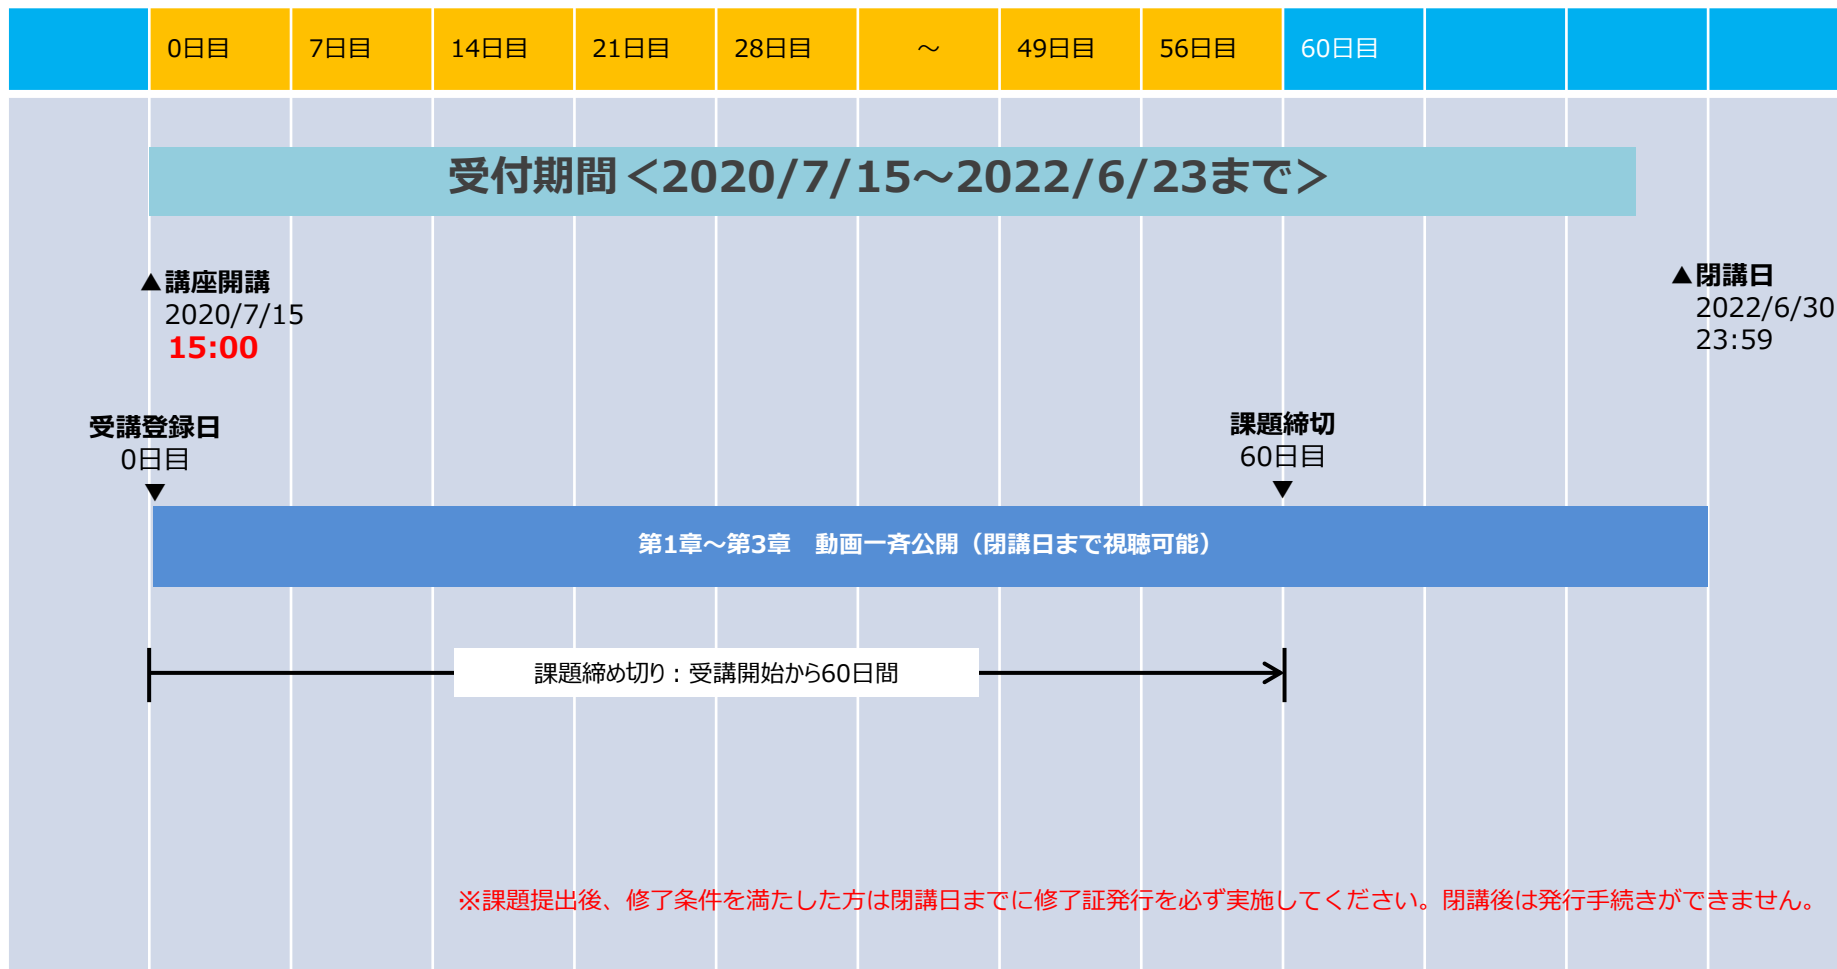 0日目 7日目 14日目 21日目 28日目 ～ 49日目 56日目 60日目
受付期間＜2020/7/15～2022/6/23まで＞
▲講座開講
2020/7/15
15:00
▲閉講日
2022/6/30
23:59
受講登録日
0日目
▼
課題締切
60日目
▼
第1章～第3章　動画一斉公開（閉講日まで視聴可能）
課題締め切り：受講開始から60日間
※課題提出後、修了条件を満たした方は閉講日までに修了証発行を必ず実施してください。閉講後は発行手続きができません。